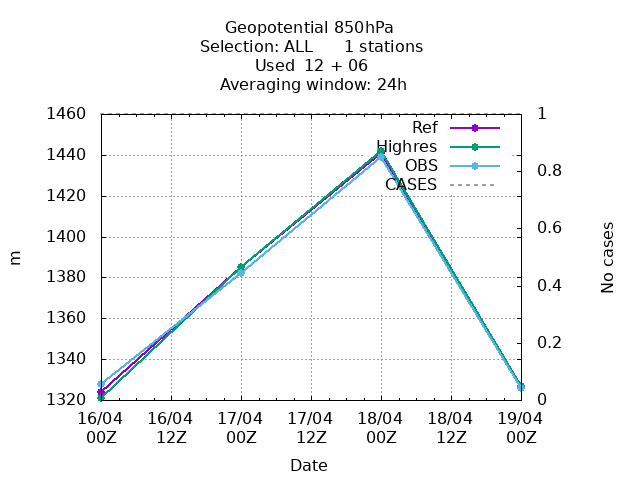 Geopotential 850hPa
Selection: ALL      1 stations
Used  12 + 06
Averaging window: 24h
1460
1440
1420
1400
1380
1360
1340
1320
m
1
0.8
0.6
0.4
0.2
0
No cases
Ref
Highres
OBS
CASES
16/04 16/04 17/04 17/04 18/04 18/04 19/04
00Z 12Z 00Z 12Z 00Z 12Z 00Z
Date